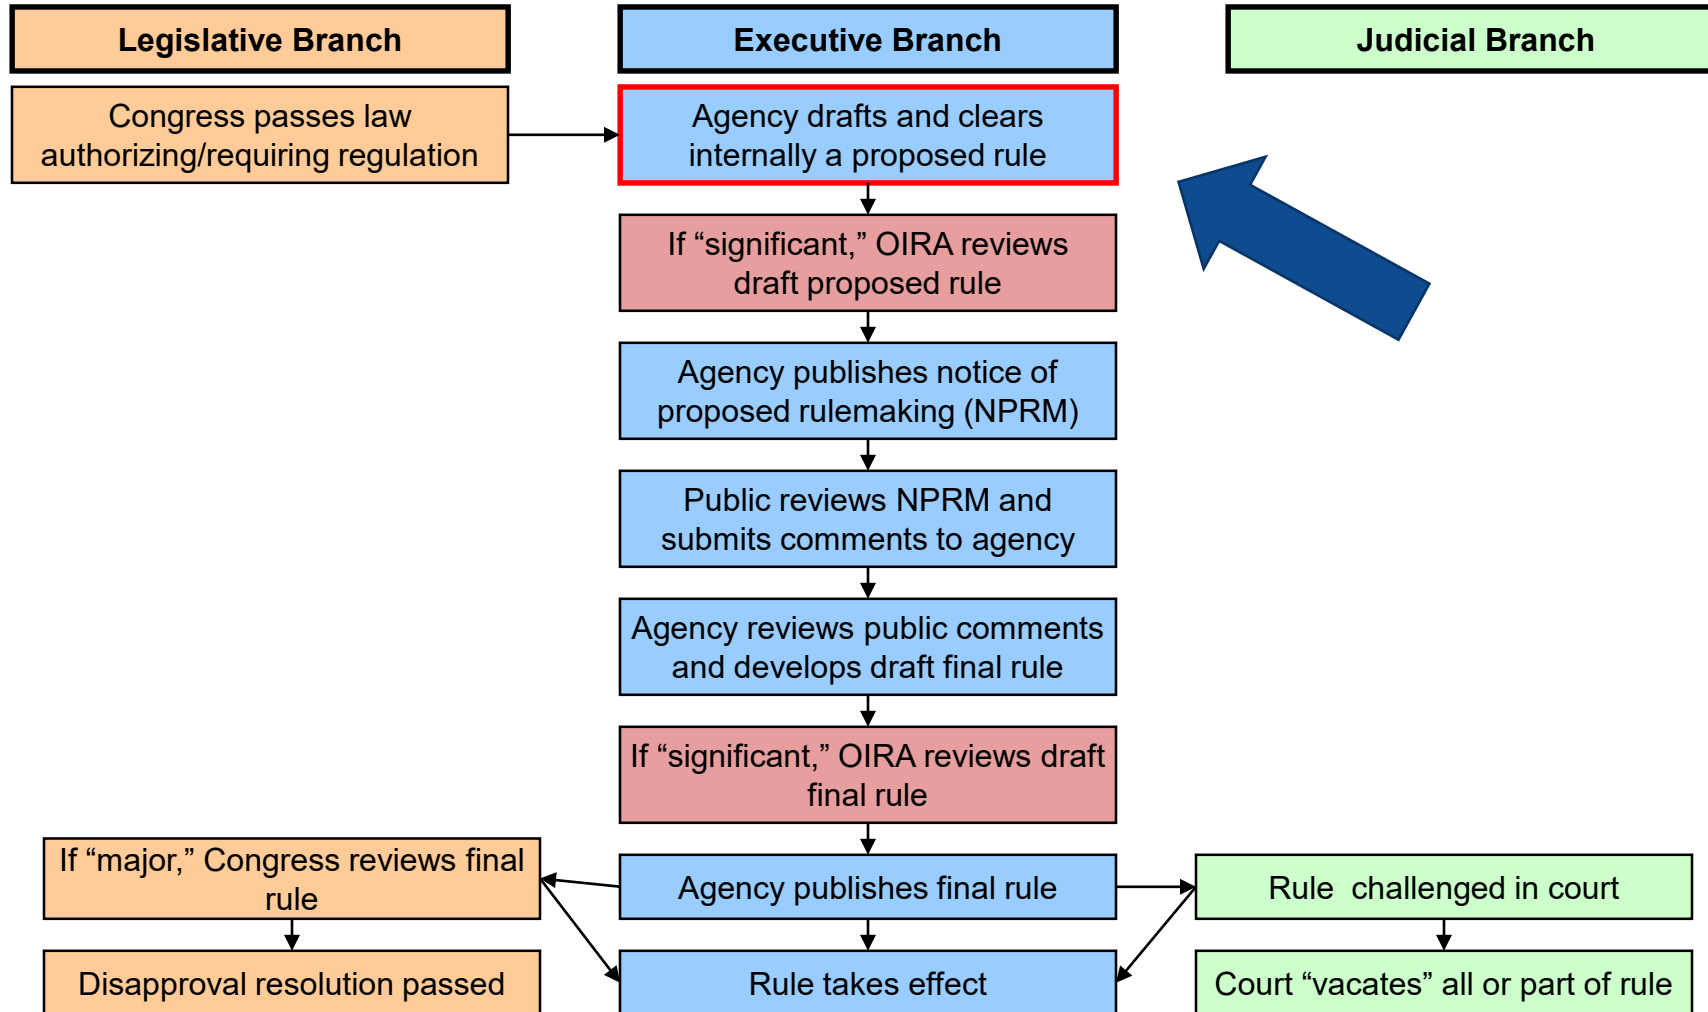 Legislative Branch
Executive Branch
Judicial Branch
Congress passes law
authorizing/requiring regulation
Agency drafts and clears
internally a proposed rule
If “significant,” OIRA reviews
draft proposed rule
Agency publishes notice of
proposed rulemaking (NPRM)
Public reviews NPRM and
submits comments to agency
Agency reviews public comments
and develops draft final rule
If “significant,” OIRA reviews draft
final rule
If “major,” Congress reviews final
rule
Agency publishes final rule
Rule challenged in court
Disapproval resolution passed
Rule takes effect
Court “vacates” all or part of rule